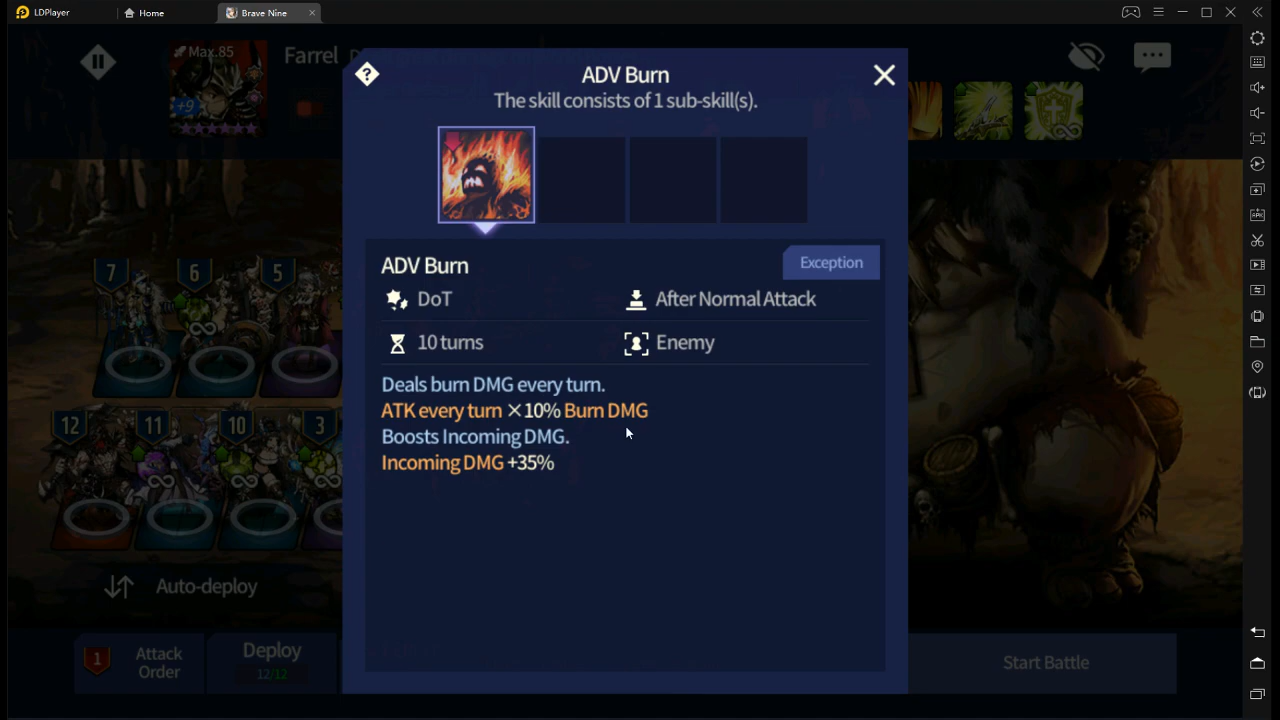 LDPlayer
Home
Brave Nine
Max.85
Farrel
+9
ADV Burn
The skill consists of 1 sub-skill(s).
ADV Burn
Exception
DoT
After Normal Attack
10 turns
Enemy
Deals burn DMG every turn.
ATK every turn ×10% Burn DMG
Boosts Incoming DMG.
Incoming DMG +35%
7
6
5
12
11
10
3
Auto-deploy
1
Attack Order
Deploy
12/12
Start Battle
APK